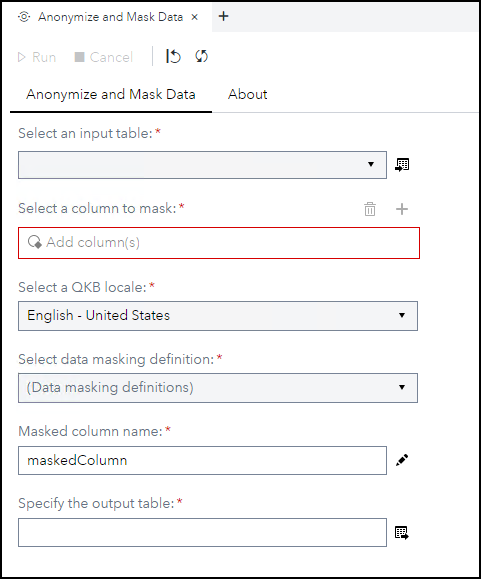 Anonymize and Mask Data × +
Run Cancel
Anonymize and Mask Data About
Select an input table: *
Select a column to mask: *
Add column(s)
Select a QKB locale: *
English - United States
Select data masking definition: *
(Data masking definitions)
Masked column name: *
maskedColumn
Specify the output table: *